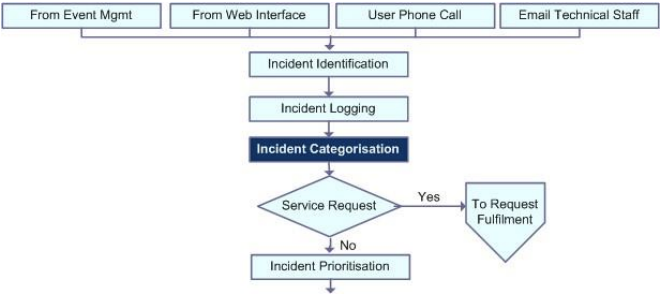 From Event Mgmt
From Web Interface
User Phone Call
Email Technical Staff
Incident Identification
Incident Logging
Incident Categorisation
Service Request
Yes
To Request
Fulfilment
No
Incident Prioritisation